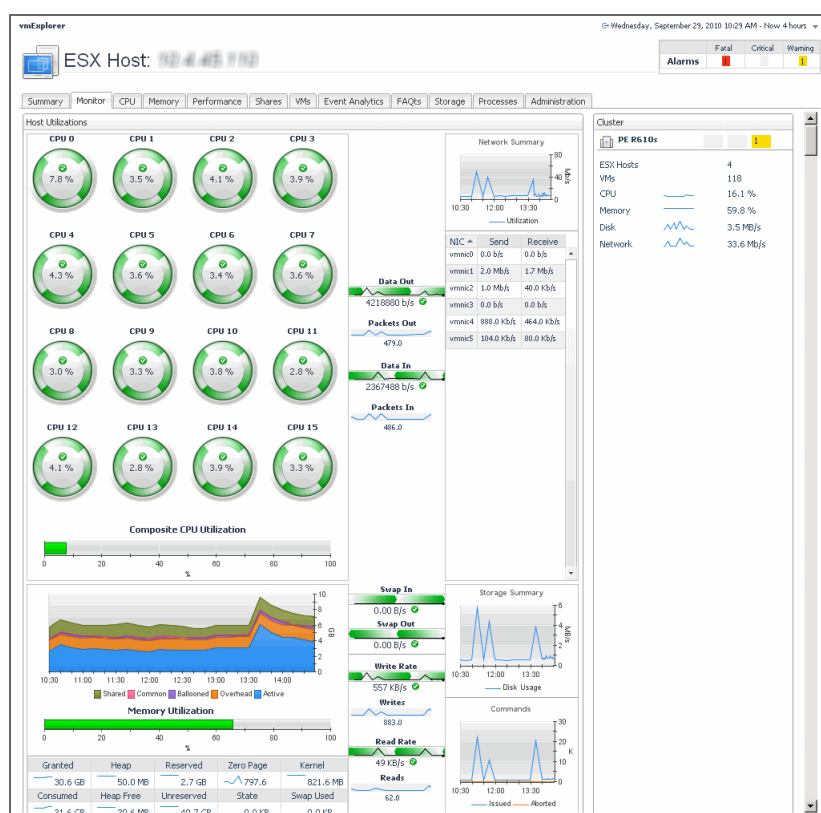 vmExplorer
Wednesday, September 29, 2010 10:29 AM - Now 4 hours
ESX Host:
Fatal Critical Warning
Alarms 1 1
Summary Monitor CPU Memory Performance Shares VMs Event Analytics FAQts Storage Processes Administration
Host Utilizations
CPU 0 CPU 1 CPU 2 CPU 3
7.8 % 3.5 % 4.1 % 3.9 %
CPU 4 CPU 5 CPU 6 CPU 7
4.3 % 3.6 % 3.4 % 3.6 %
CPU 8 CPU 9 CPU 10 CPU 11
3.0 % 3.3 % 3.8 % 2.8 %
CPU 12 CPU 13 CPU 14 CPU 15
4.1 % 2.8 % 3.9 % 3.3 %
Composite CPU Utilization
0 20 40 60 80 100
%
Data Out
4218880 b/s
Packets Out
479.0
Data In
2367488 b/s
Packets In
486.0
Network Summary
80
40
0
Mb/s
10:30 12:00 13:30
Utilization
NIC Send Receive
vmnic0 0.0 b/s 0.0 b/s
vmnic1 2.0 Mb/s 1.7 Mb/s
vmnic2 1.0 Mb/s 40.0 Kb/s
vmnic3 0.0 b/s 0.0 b/s
vmnic4 888.0 Kb/s 464.0 Kb/s
vmnic5 104.0 Kb/s 80.0 Kb/s
10
8
6
4
2
0
GB
10:30 11:00 11:30 12:00 12:30 13:00 13:30 14:00
Shared Common Ballooned Overhead Active
Memory Utilization
0 20 40 60 80 100
%
Granted Heap Reserved Zero Page Kernel
30.6 GB 50.0 MB 2.7 GB 797.6 821.6 MB
Consumed Heap Free Unreserved State Swap Used
31.6 GB 30.6 MB 40.7 GB 0.0 KB 0.0 KB
Swap In
0.00 B/s
Swap Out
0.00 B/s
Write Rate
557 KB/s
Writes
883.0
Read Rate
49 KB/s
Reads
62.0
Storage Summary
6
4
2
0
MB/s
10:30 12:00 13:30
Disk Usage
Commands
30
20
10
0
K
10:30 12:00 13:30
Issued Aborted
Cluster
PE R610s 1
ESX Hosts 4
VMs 118
CPU 16.1 %
Memory 59.8 %
Disk 3.5 MB/s
Network 33.6 Mb/s